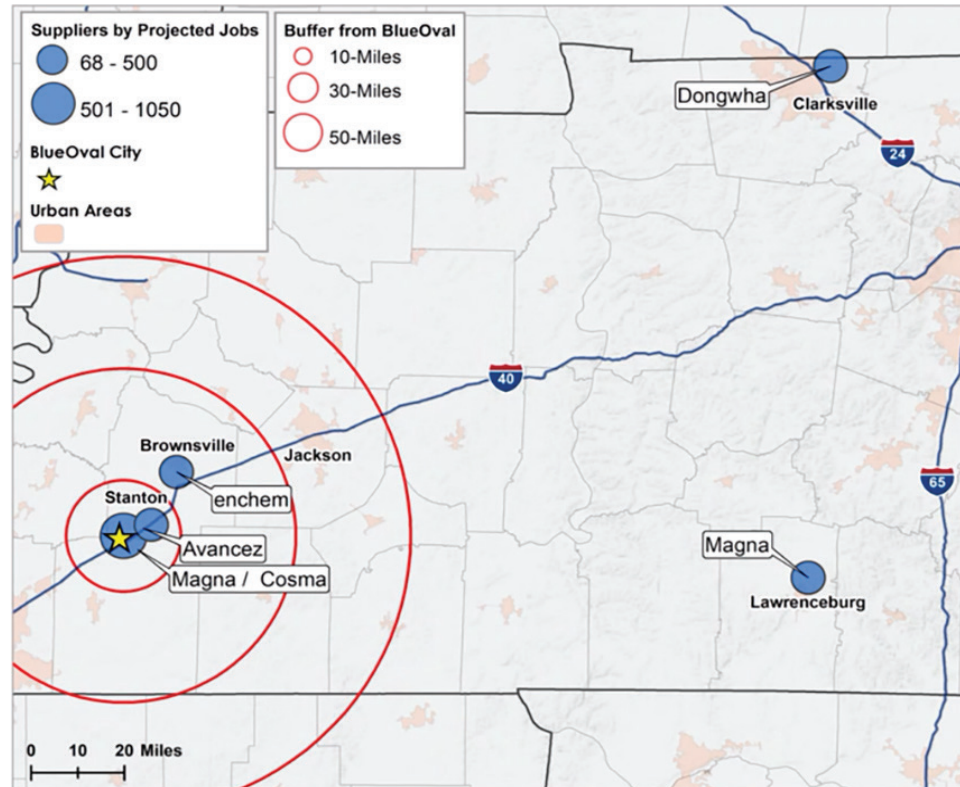 Suppliers by Projected Jobs
68 - 500
501 - 1050
BlueOval City
Urban Areas
Buffer from BlueOval
10-Miles
30-Miles
50-Miles
Dongwha
Clarksville
24
40
Brownsville
Jackson
enchem
Stanton
65
Avancez
Magna / Cosma
Magna
Lawrenceburg
0 10 20 Miles